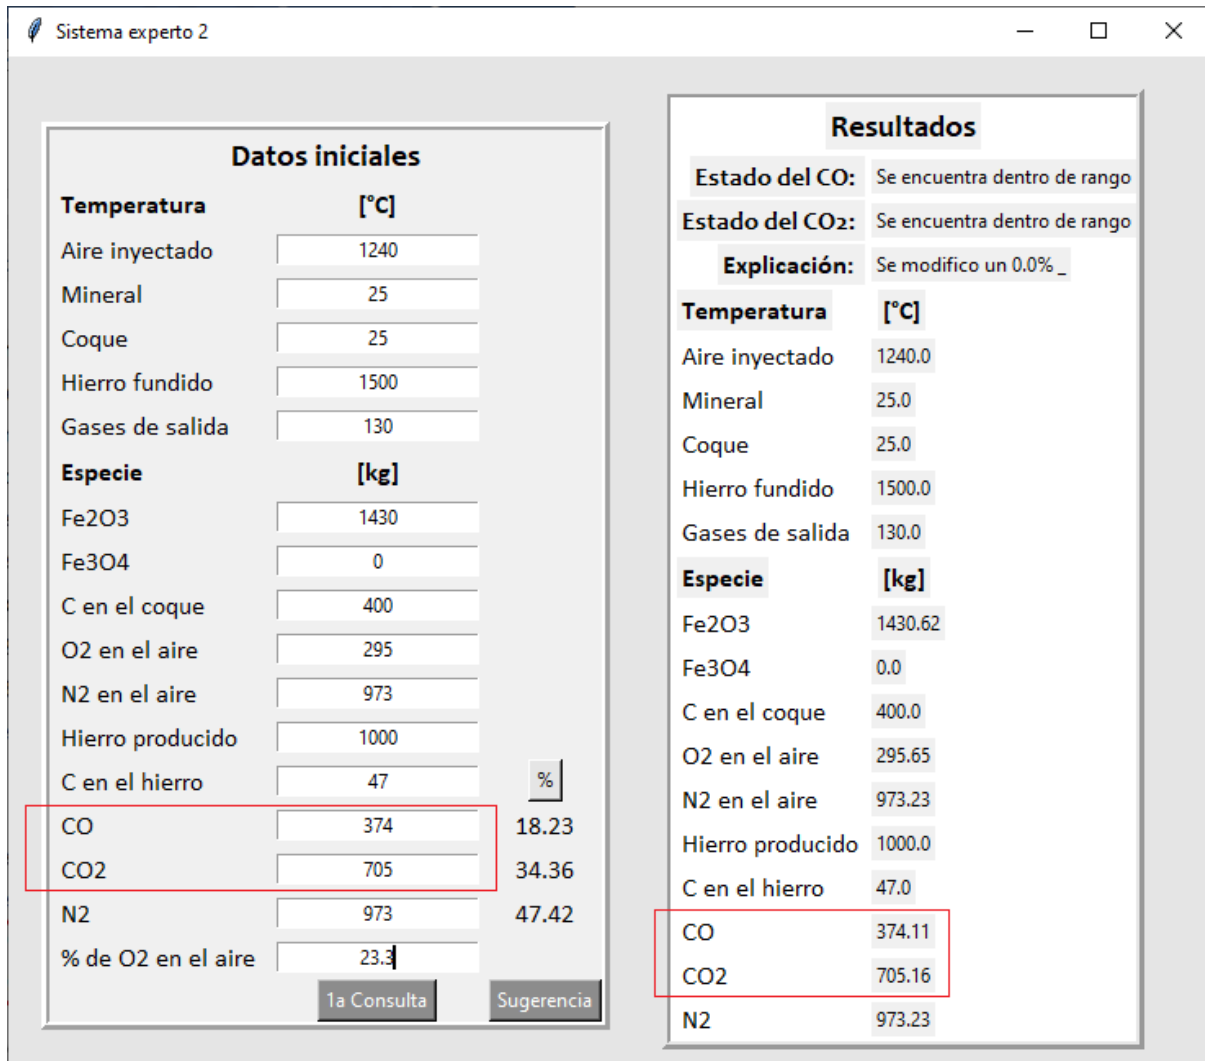 Sistema experto 2
Datos iniciales
Temperatura [°C]
Aire inyectado 1240
Mineral 25
Coque 25
Hierro fundido 1500
Gases de salida 130
Especie [kg]
Fe2O3 1430
Fe3O4 0
C en el coque 400
O2 en el aire 295
N2 en el aire 973
Hierro producido 1000
C en el hierro 47 %
CO 374 18.23
CO2 705 34.36
N2 973 47.42
% de O2 en el aire 23.3
1a Consulta Sugerencia
Resultados
Estado del CO: Se encuentra dentro de rango
Estado del CO2: Se encuentra dentro de rango
Explicación: Se modifico un 0.0% _
Temperatura [°C]
Aire inyectado 1240.0
Mineral 25.0
Coque 25.0
Hierro fundido 1500.0
Gases de salida 130.0
Especie [kg]
Fe2O3 1430.62
Fe3O4 0.0
C en el coque 400.0
O2 en el aire 295.65
N2 en el aire 973.23
Hierro producido 1000.0
C en el hierro 47.0
CO 374.11
CO2 705.16
N2 973.23